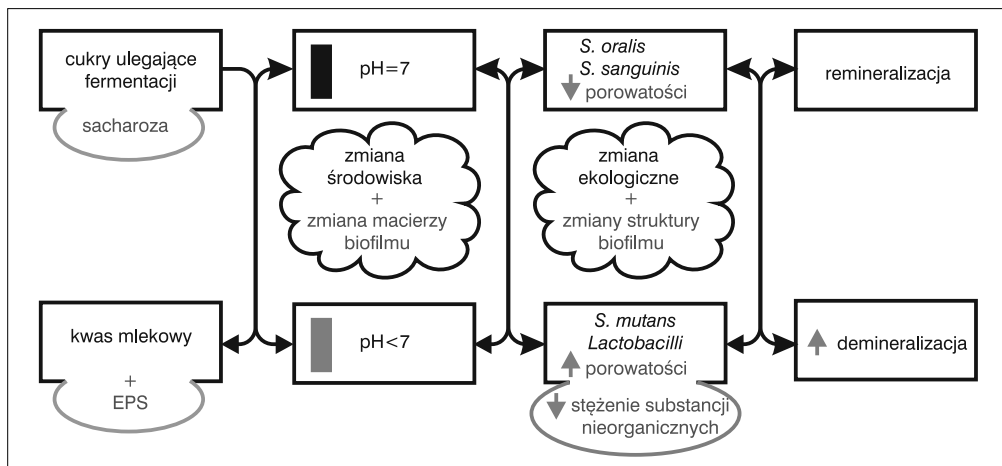 cukry ulegające
fermentacji
sacharoza
pH=7
S. oralis
S. sanguinis
porowatości
remineralizacja
zmiana
środowiska
+
zmiana macierzy
biofilmu
zmiana
ekologiczne
+
zmiany struktury
biofilmu
kwas mlekowy
+
EPS
pH<7
S. mutans
Lactobacilli
porowatości
stężenie substancji
nieorganicznych
demineralizacja